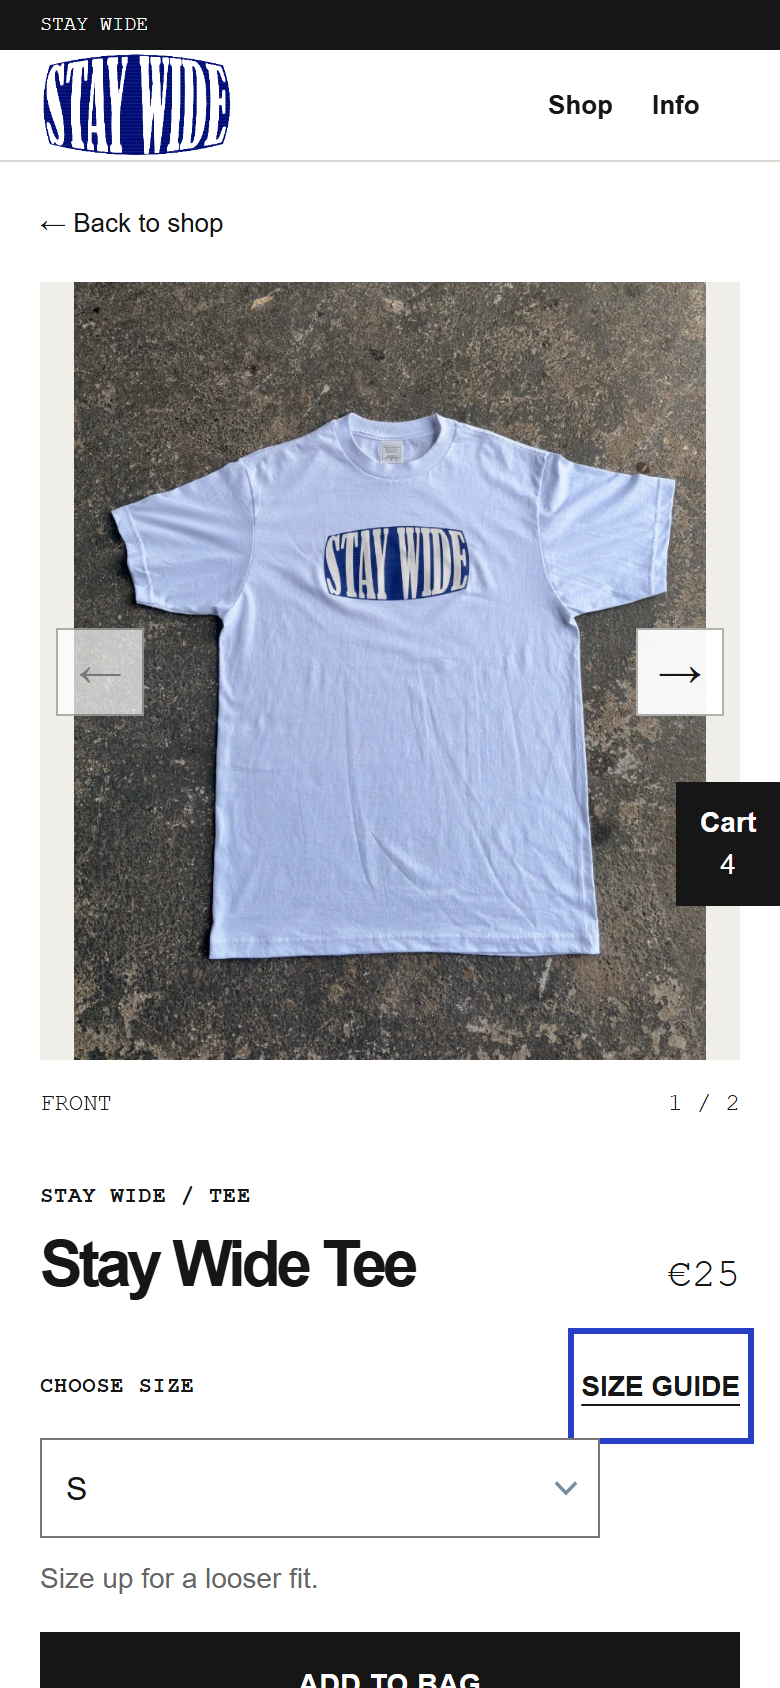 STAY WIDE
STAY WIDE
Shop Info
← Back to shop
STAY WIDE
←
→
Cart
4
FRONT 1 / 2
STAY WIDE / TEE
Stay Wide Tee €25
CHOOSE SIZE SIZE GUIDE
S
Size up for a looser fit.
ADD TO BAG